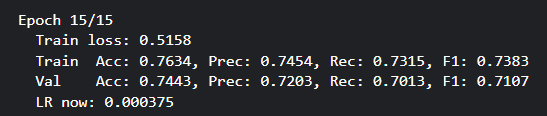 Epoch 15/15
Train loss: 0.5158
Train Acc: 0.7634, Prec: 0.7454, Rec: 0.7315, F1: 0.7383
Val Acc: 0.7443, Prec: 0.7203, Rec: 0.7013, F1: 0.7107
LR now: 0.000375